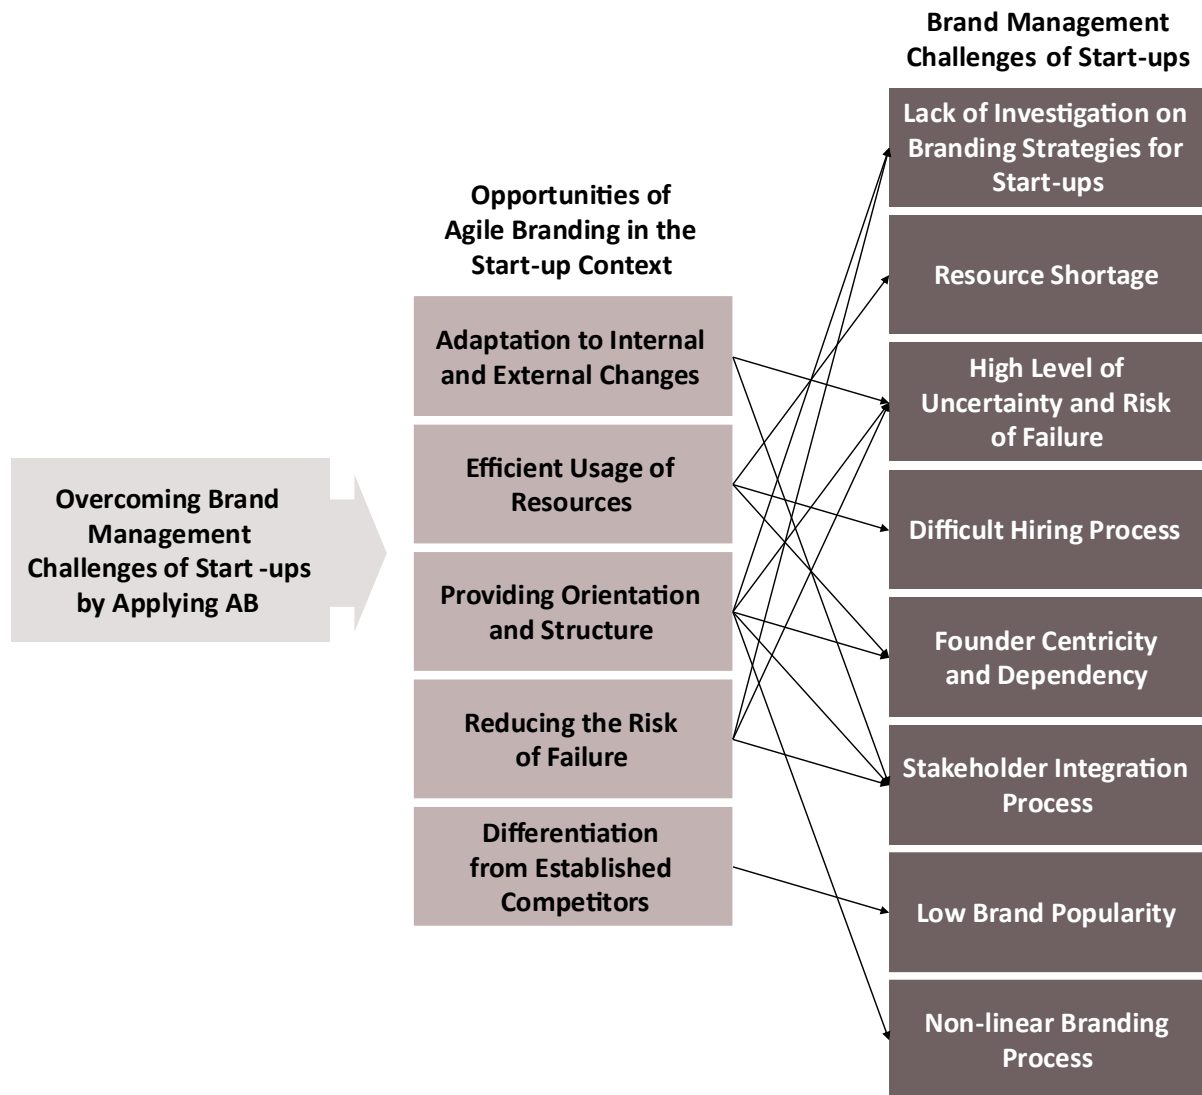 Brand Management
Challenges of Start-ups
Lack of Investigation on
Branding Strategies for
Start-ups
Opportunities of
Agile Branding in the
Start-up Context
Resource Shortage
Adaptation to Internal
and External Changes
High Level of
Uncertainty and Risk
of Failure
Efficient Usage of
Resources
Overcoming Brand
Management
Challenges of Start -ups
by Applying AB
Difficult Hiring Process
Providing Orientation
and Structure
Founder Centricity
and Dependency
Reducing the Risk
of Failure
Stakeholder Integration
Process
Differentiation
from Established
Competitors
Low Brand Popularity
Non-linear Branding
Process